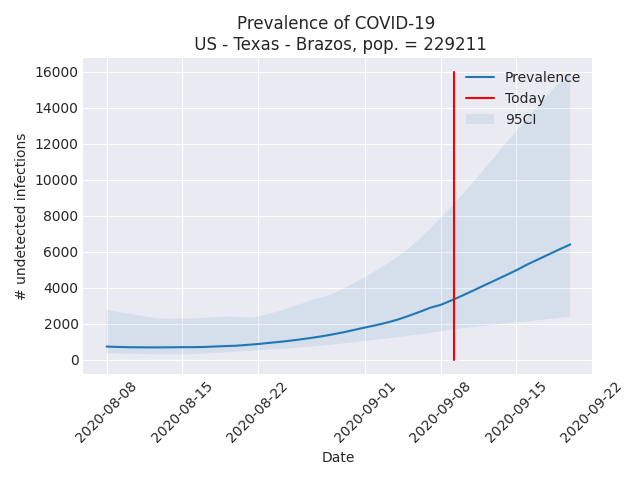 Prevalence of COVID-19
US - Texas - Brazos, pop. = 229211
16000
14000
12000
10000
8000
6000
4000
2000
0
# undetected infections
Prevalence
Today
95CI
2020-08-08
2020-08-15
2020-08-22
2020-09-01
2020-09-08
2020-09-15
2020-09-22
Date